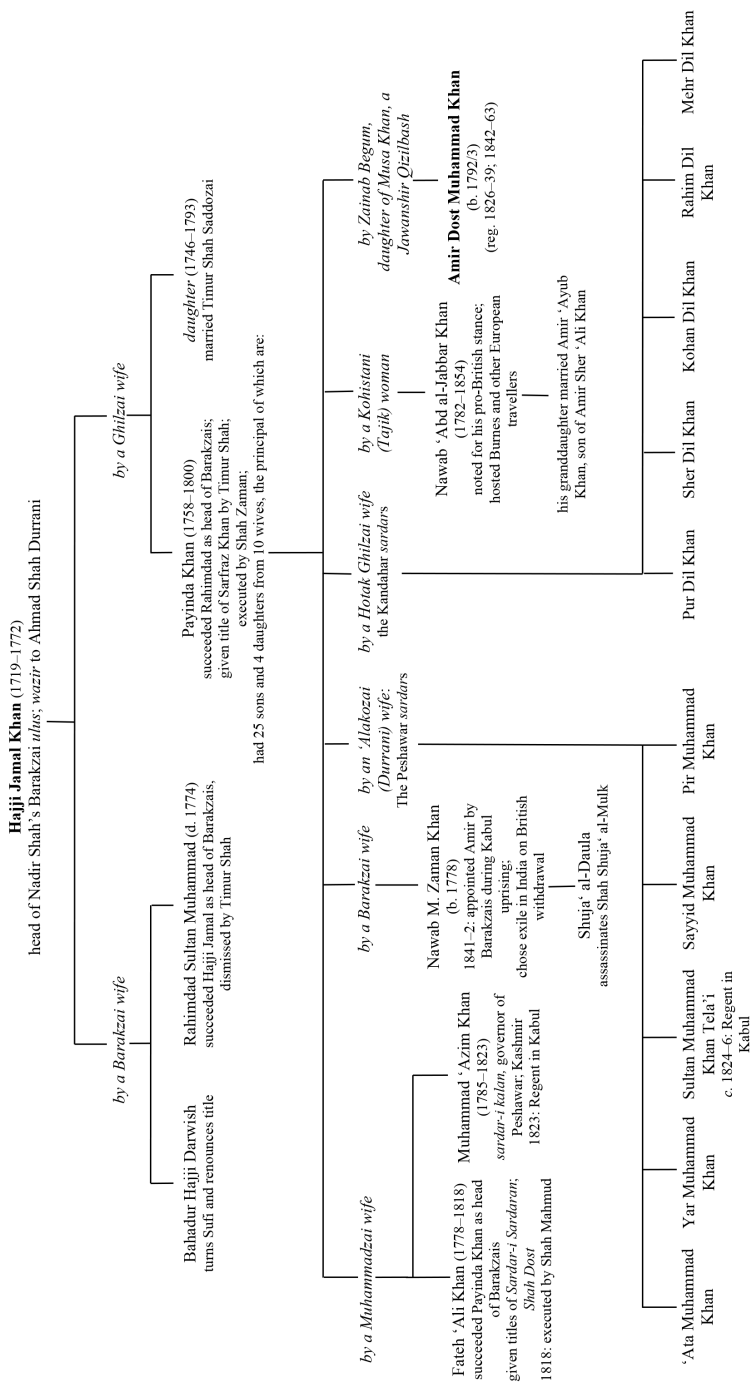 Hajji Jamal Khan (1719–1772)
head of Nadir Shah's Barakzai ulus; wazir to Ahmad Shah Durrani
by a Barakzai wife
by a Ghilzai wife
Bahadur Hajji Darwish
turns Sufi and renounces title
Rahimdad Sultan Muhammad (d. 1774)
succeeded Hajji Jamal as head of Barakzais,
dismissed by Timur Shah
Payinda Khan (1758–1800)
succeeded Rahimdad as head of Barakzais;
given title of Sarfraz Khan by Timur Shah;
executed by Shah Zaman;
had 25 sons and 4 daughters from 10 wives, the principal of which are:
daughter (1746–1793)
married Timur Shah Saddozai
by a Muhammadzai wife
by a Barakzai wife
by an ‘Alakozai
(Durrani) wife:
The Peshawar sardars
by a Hotak Ghilzai wife
the Kandahar sardars
by a Kohistani
(Tajik) woman
by Zainab Begum,
daughter of Musa Khan, a
Jawanshir Qizilbash
Fateh ‘Ali Khan (1778–1818)
succeeded Payinda Khan as head
of Barakzais
given titles of Sardar-i Sardaran;
Shah Dost
1818: executed by Shah Mahmud
Muhammad ‘Azim Khan
(1785–1823)
sardar-i kalan, governor of
Peshawar; Kashmir
1823: Regent in Kabul
Nawab M. Zaman Khan
(b. 1778)
1841–2: appointed Amir by
Barakzais during Kabul
uprising;
chose exile in India on British
withdrawal
Shuja‘ al-Daula
assassinates Shah Shuja‘ al-Mulk
Nawab ‘Abd al-Jabbar Khan
(1782–1854)
noted for his pro-British stance;
hosted Burnes and other European
travellers
his granddaughter married Amir ‘Ayub
Khan, son of Amir Sher ‘Ali Khan
Amir Dost Muhammad Khan
(b. 1792/3)
(reg. 1826–39; 1842–63)
‘Ata Muhammad
Khan
Yar Muhammad
Khan
Sultan Muhammad
Khan Tela’i
c. 1824–6: Regent in
Kabul
Sayyid Muhammad
Khan
Pir Muhammad
Khan
Pur Dil Khan
Sher Dil Khan
Kohan Dil Khan
Rahim Dil
Khan
Mehr Dil Khan